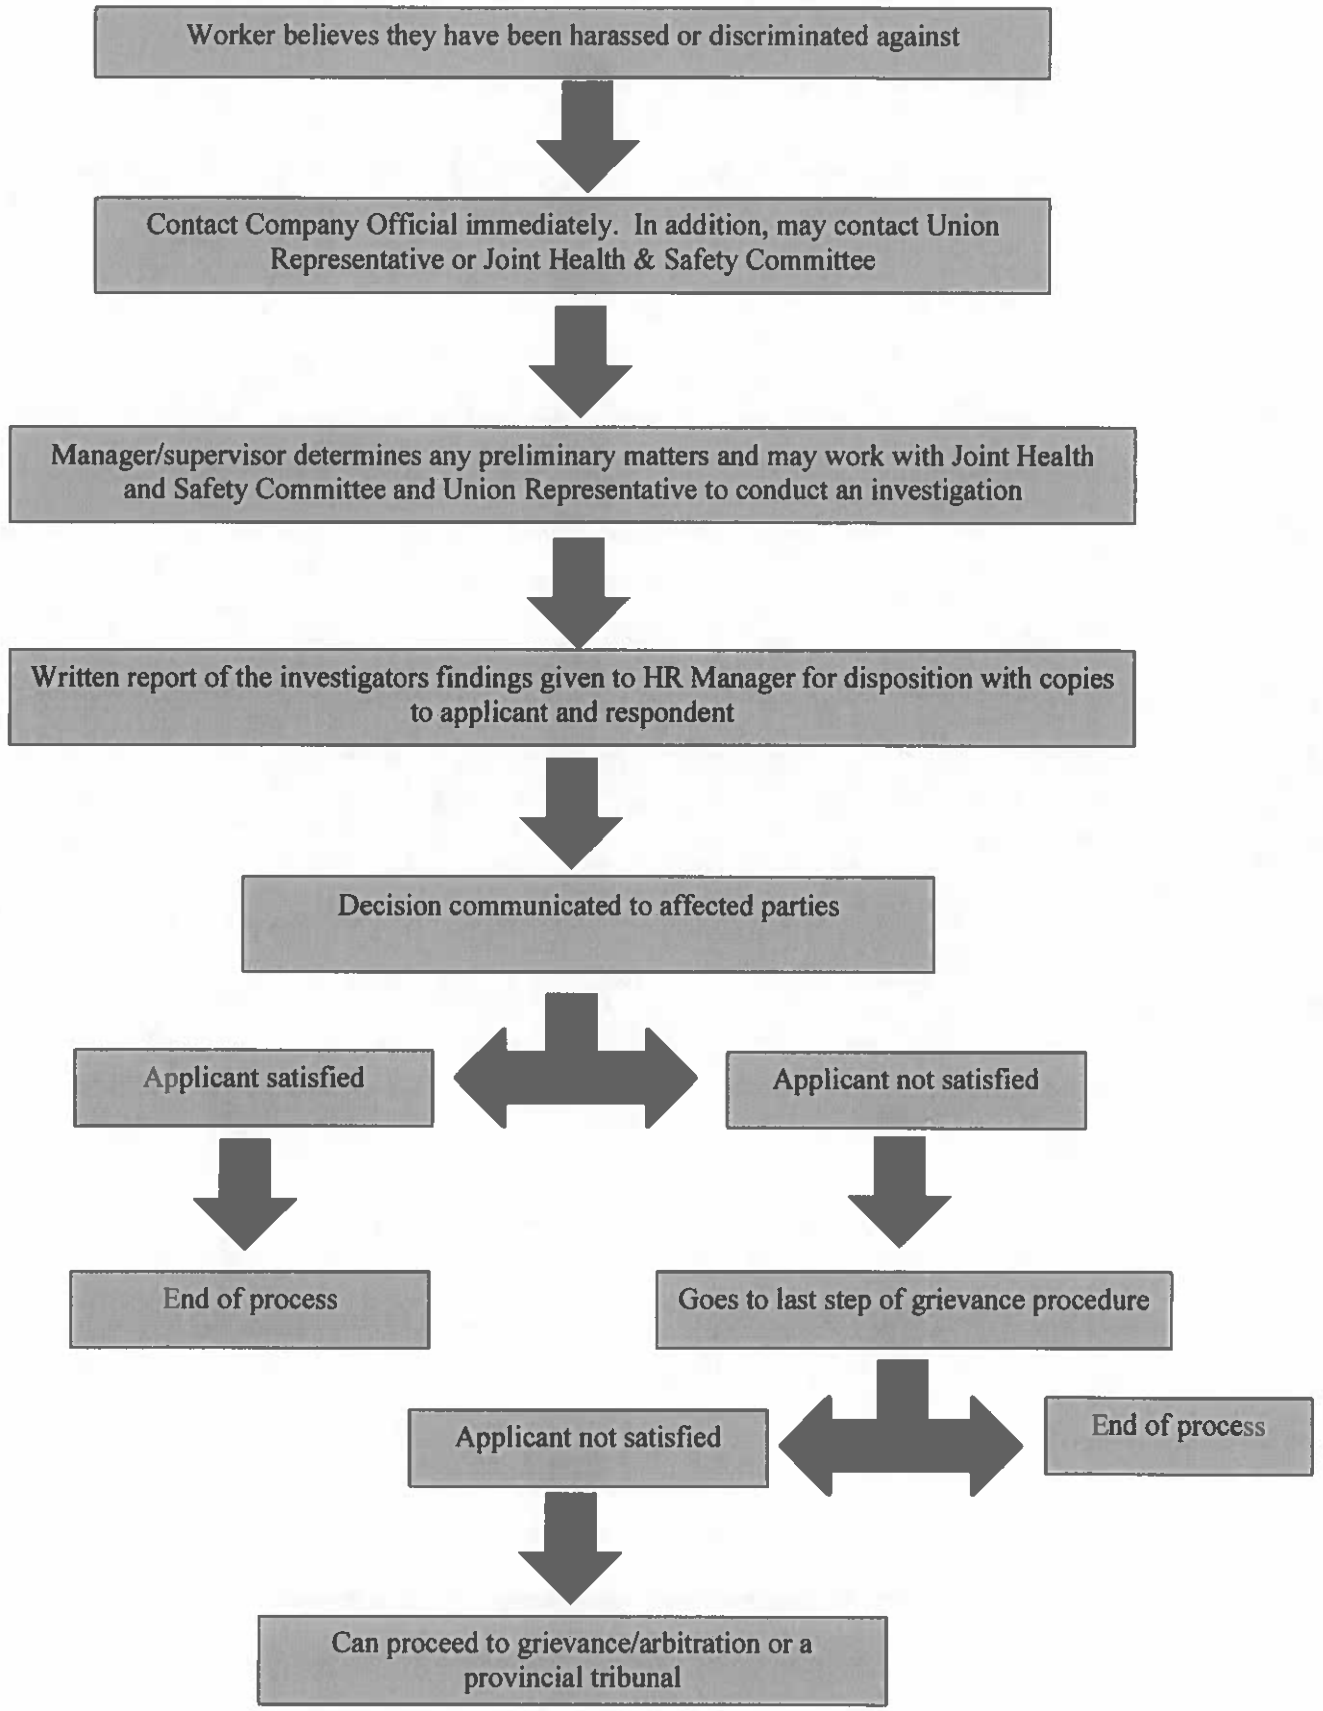 Worker believes they have been harassed or discriminated against
Contact Company Official immediately. In addition, may contact Union
Representative or Joint Health & Safety Committee
Manager/supervisor determines any preliminary matters and may work with Joint Health
and Safety Committee and Union Representative to conduct an investigation
Written report of the investigators findings given to HR Manager for disposition with copies
to applicant and respondent
Decision communicated to affected parties
Applicant satisfied
Applicant not satisfied
End of process
Goes to last step of grievance procedure
Applicant not satisfied
End of process
Can proceed to grievance/arbitration or a
provincial tribunal